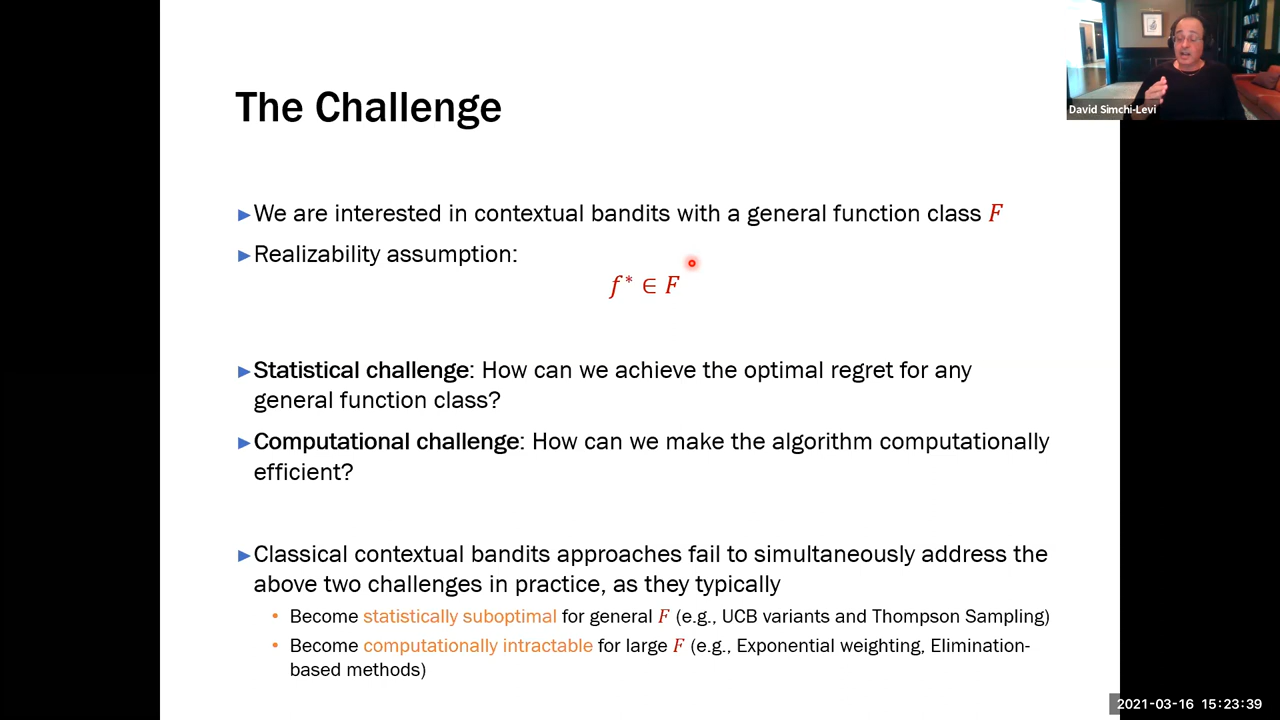 The Challenge
David Simchi-Levi
►We are interested in contextual bandits with a general function class F
►Realizability assumption:
f* ∈ F
►Statistical challenge: How can we achieve the optimal regret for any
general function class?
►Computational challenge: How can we make the algorithm computationally
efficient?
►Classical contextual bandits approaches fail to simultaneously address the
above two challenges in practice, as they typically
• Become statistically suboptimal for general F (e.g., UCB variants and Thompson Sampling)
• Become computationally intractable for large F (e.g., Exponential weighting, Elimination-
based methods)
2021-03-16 15:23:39